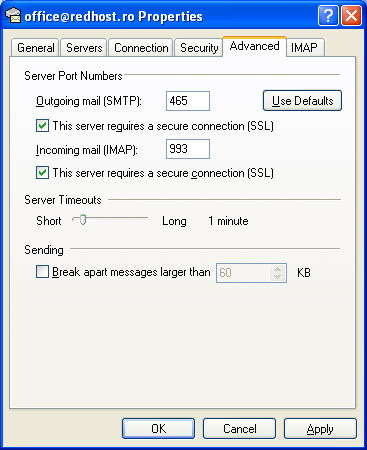 office@redhost.ro Properties
General Servers Connection Security Advanced IMAP
Server Port Numbers
Outgoing mail (SMTP): 465 Use Defaults
This server requires a secure connection (SSL)
Incoming mail (IMAP): 993
This server requires a secure connection (SSL)
Server Timeouts
Short Long 1 minute
Sending
Break apart messages larger than 60 KB
OK Cancel Apply